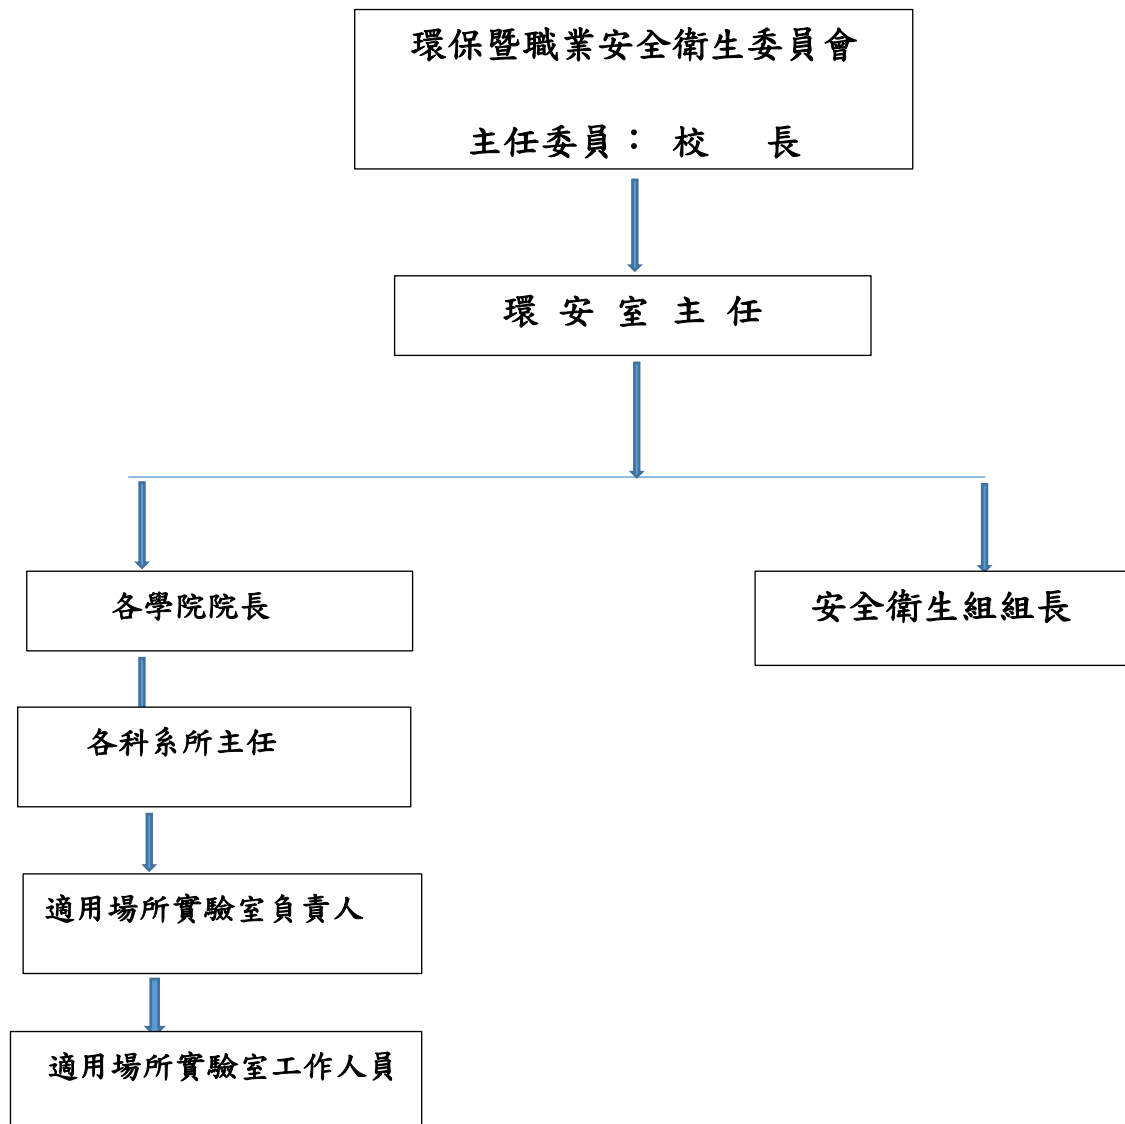 環保暨職業安全衛生委員會
主任委員： 校 長
環 安 室 主 任
各學院院長
安全衛生組組長
各科系所主任
適用場所實驗室負責人
適用場所實驗室工作人員